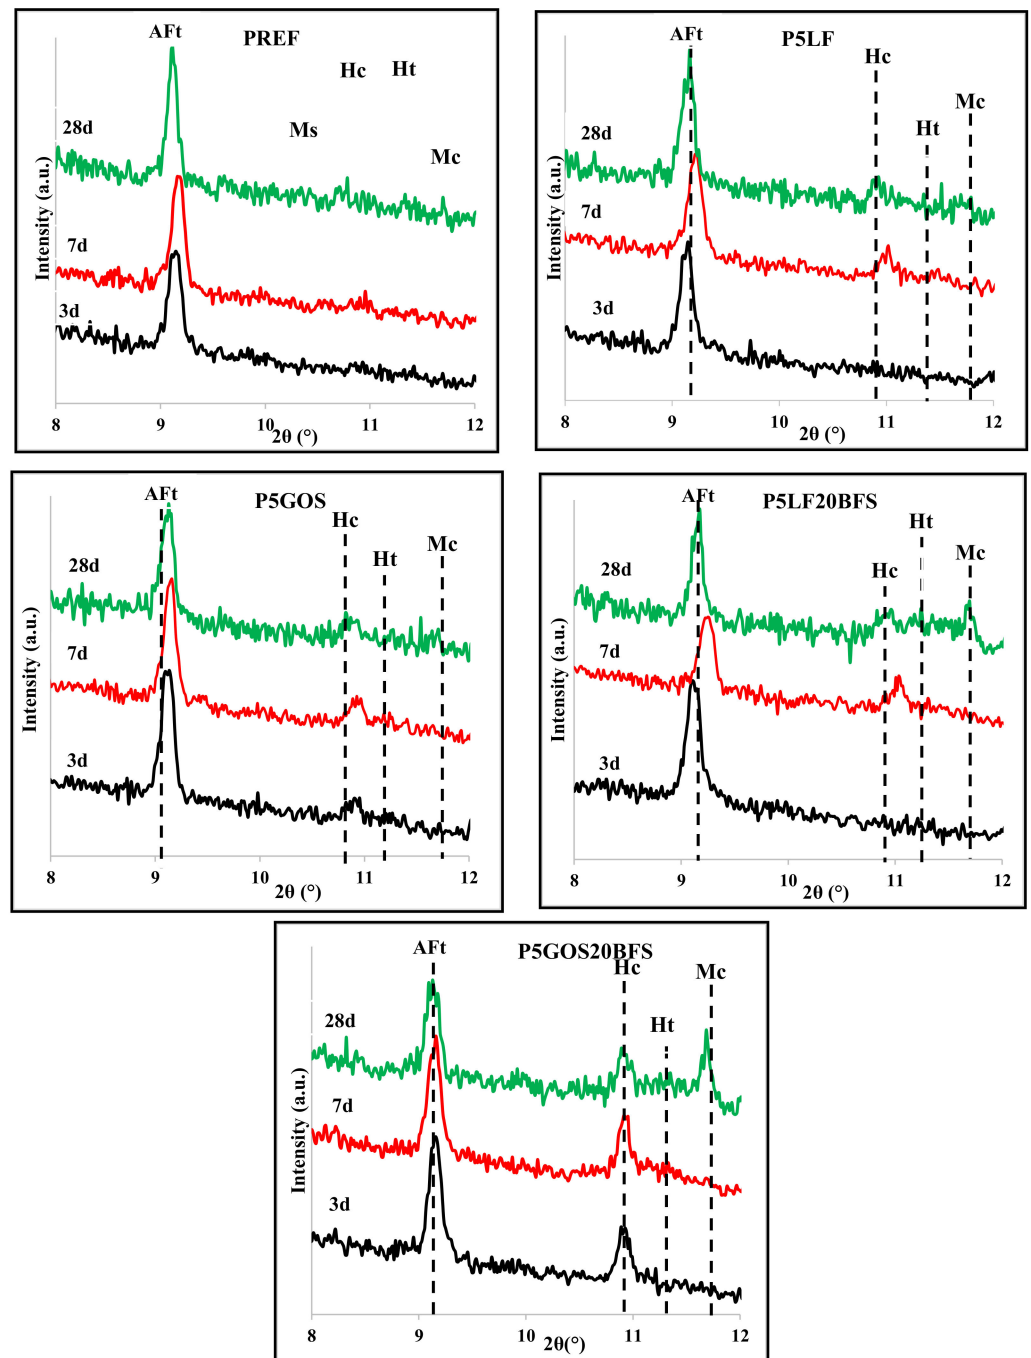 PREF
AFt
Hc
Ht
Ms
Mc
28d
7d
3d
Intensity (a.u.)
8 9 10 11 12
2θ (°)
P5LF
AFt
Hc
Ht
Mc
28d
7d
3d
Intensity (a.u.)
8 9 10 11 12
2θ (°)
P5GOS
AFt
Hc
Ht
Mc
28d
7d
3d
Intensity (a.u.)
8 9 10 11 12
2θ (°)
P5LF20BFS
AFt
Ht
Mc
Hc
28d
7d
3d
Intensity (a.u.)
8 9 10 11 12
2θ (°)
P5GOS20BFS
AFt
Hc
Mc
Ht
28d
7d
3d
Intensity (a.u.)
8 9 10 11 12
2θ(°)